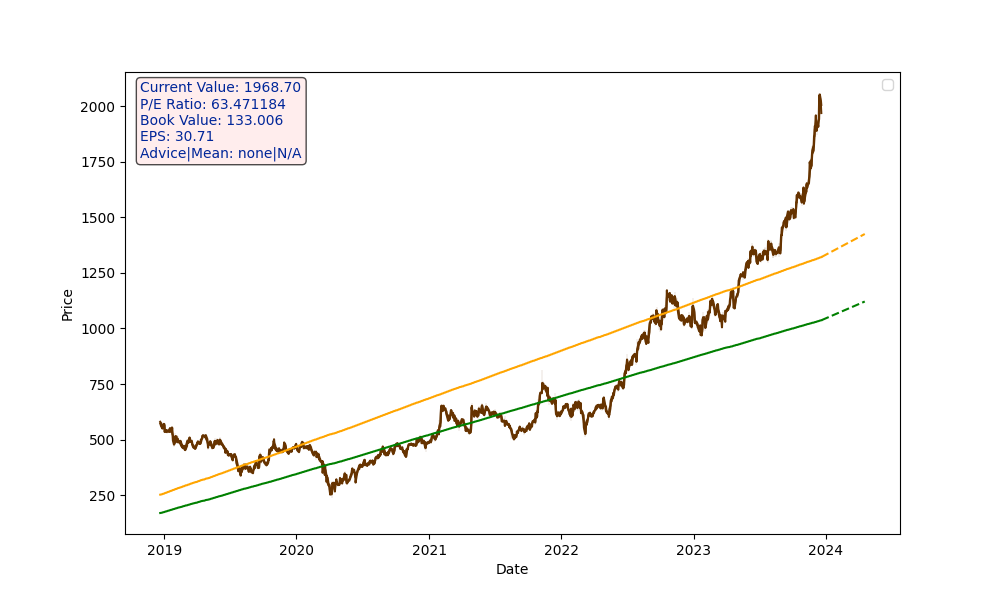 Current Value: 1968.70
P/E Ratio: 63.471184
Book Value: 133.006
EPS: 30.71
Advice|Mean: none|N/A
2000
1750
1500
1250
1000
750
500
250
Price
2019 2020 2021 2022 2023 2024
Date